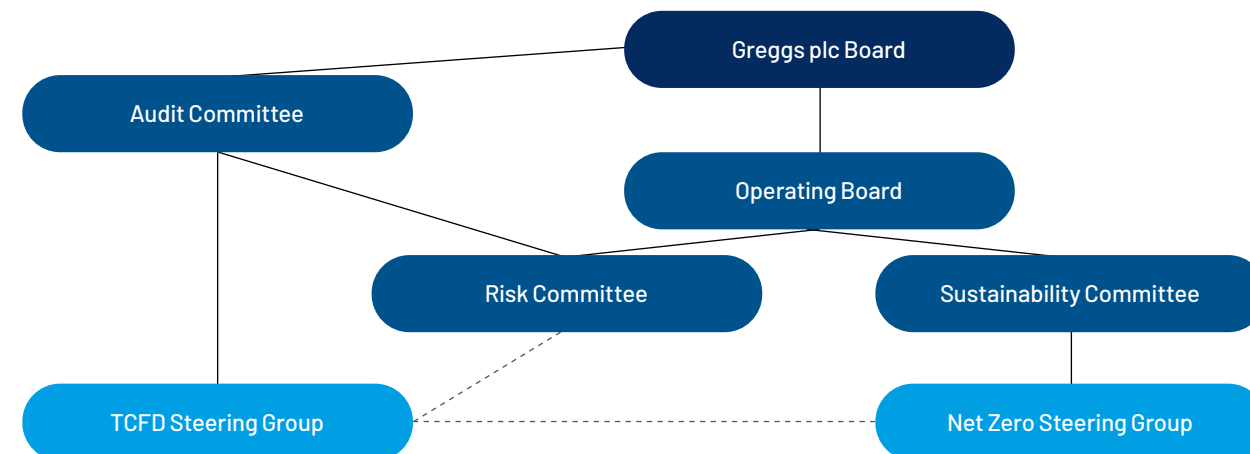 Greggs plc Board
Audit Committee
Operating Board
Risk Committee
Sustainability Committee
TCFD Steering Group
Net Zero Steering Group